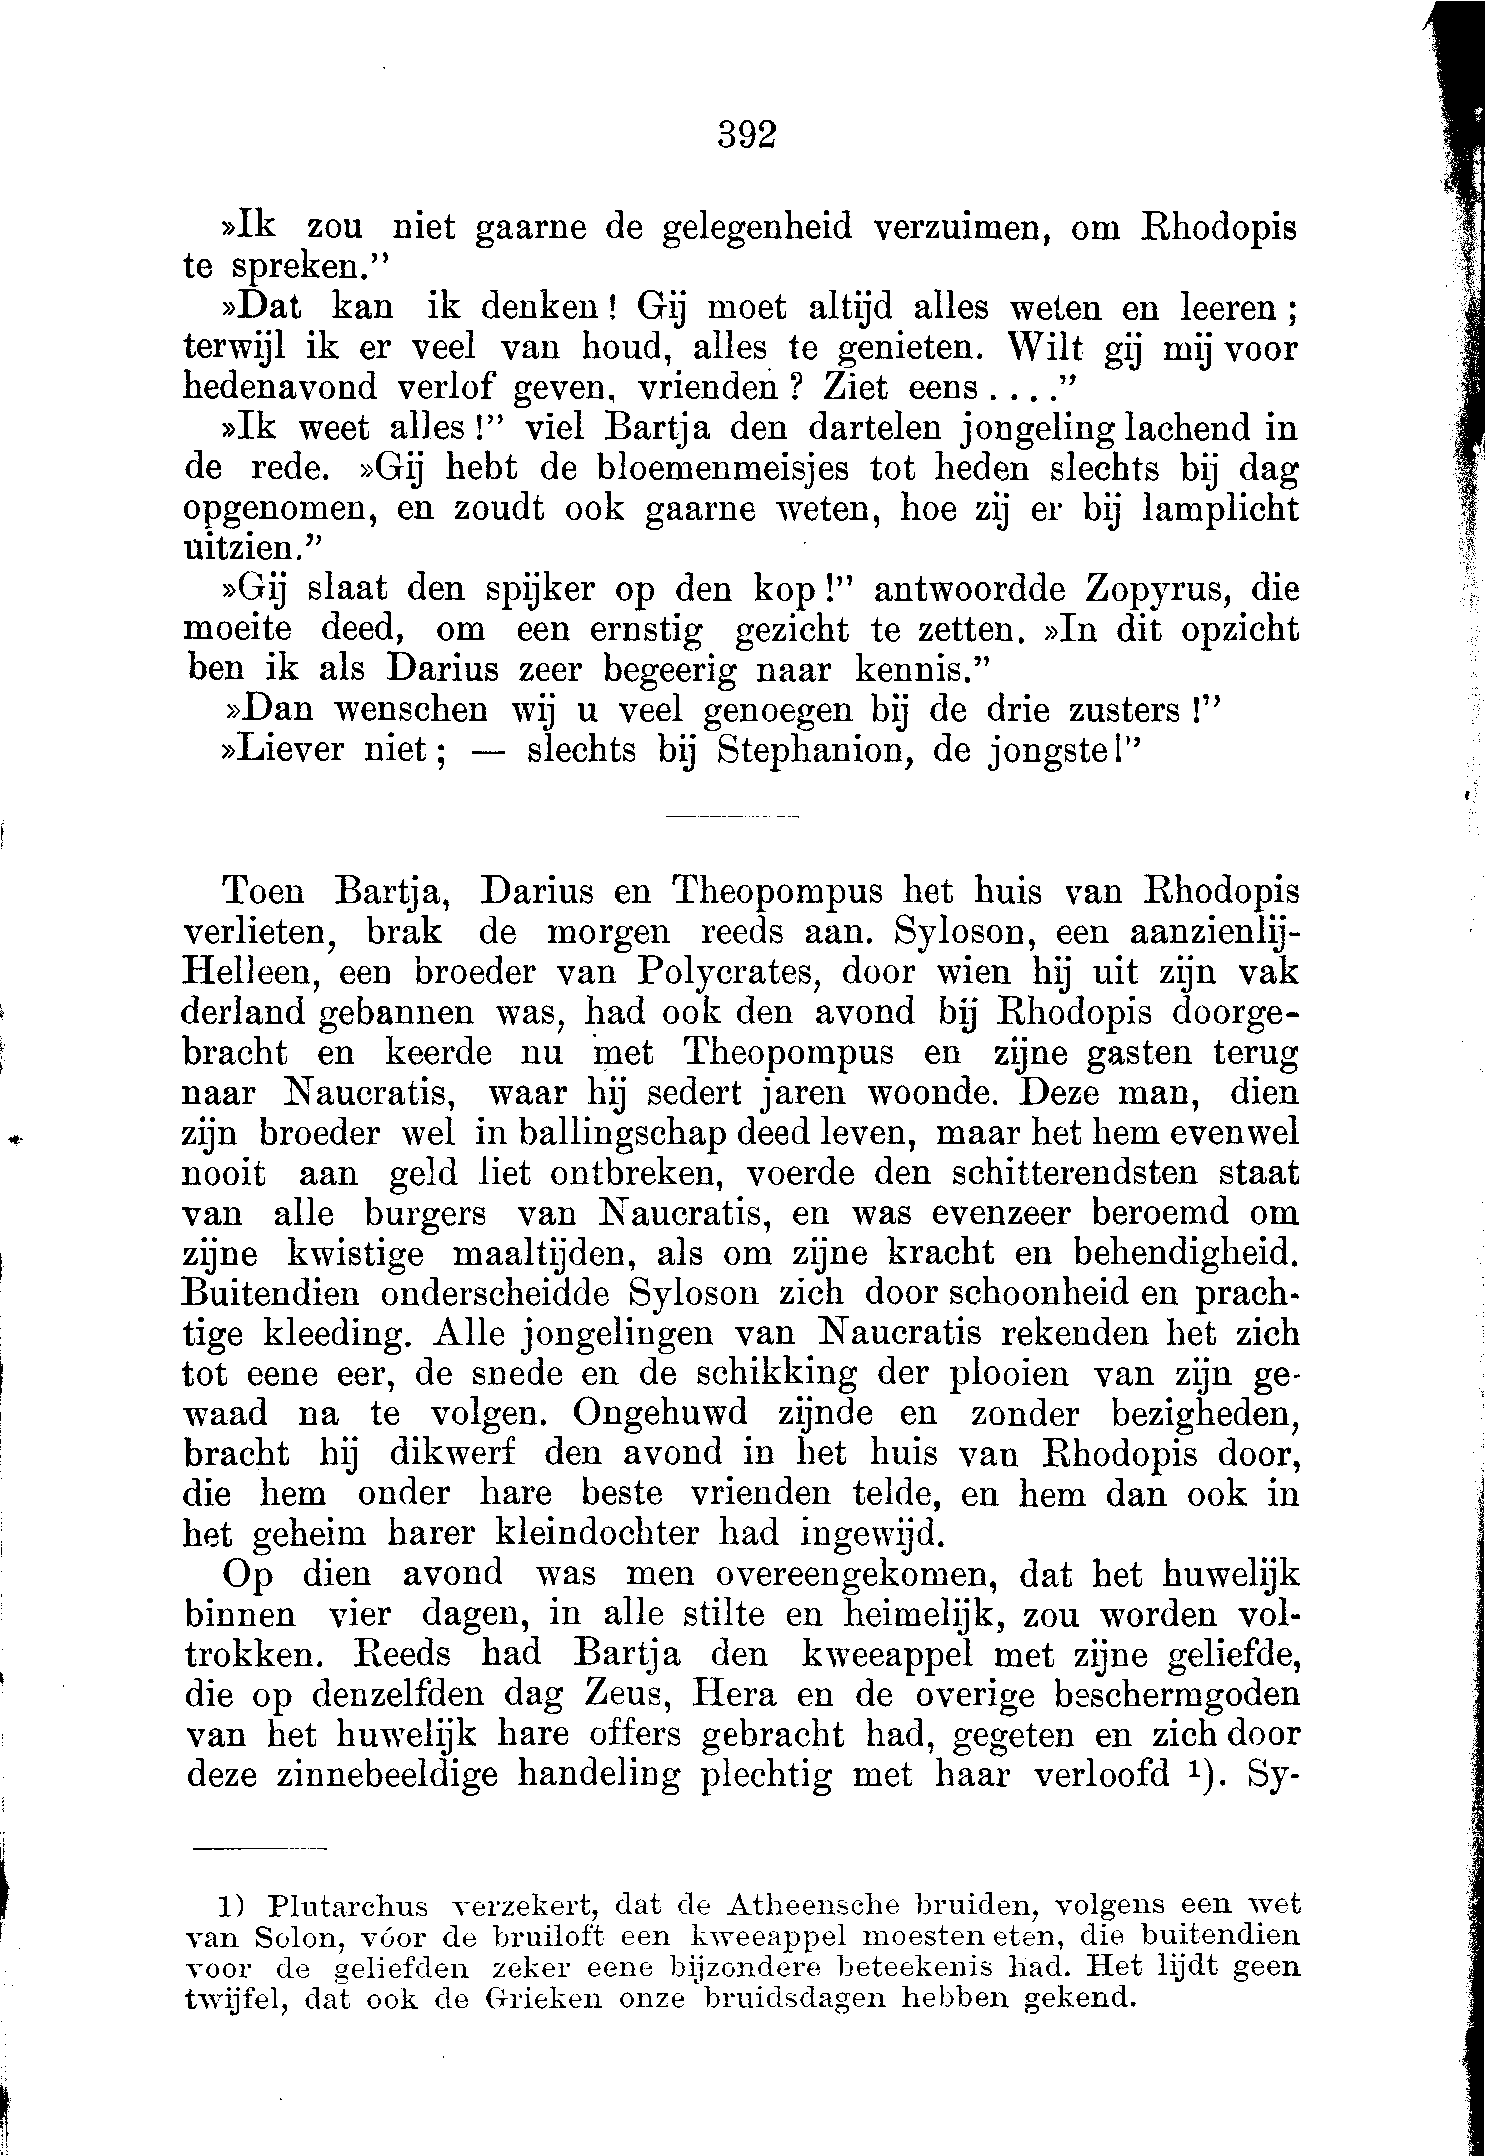 392
»Ik zou niet gaarne de gelegenheid verzuimen, om Rhodopis
te spreken."
»Dat kan ik denken! Gij moet altijd alles weten en leeren;
terwijl ik er veel van houd, alles te genieten. Wilt gij mij voor
hedenavond verlof geven, vrienden? Ziet eens...."
»Ik weet alles!" viel Bartja den dartelen jongeling lachend in
de rede. »Gij hebt de bloemenmeisjes tot heden slechts bij dag
opgenomen, en zoudt ook gaarne weten, hoe zij er bij lamplicht
uitzien."
»Gij slaat den spijker op den kop!" antwoordde Zopyrus, die
moeite deed, om een ernstig gezicht te zetten. »In dit opzicht
ben ik als Darius zeer begeerig naar kennis."
»Dan wenschen wij u veel genoegen bij de drie zusters!"
»Liever niet; — slechts bij Stephanion, de jongste!"
Toen Bartja, Darius en Theopompus het huis van Rhodopis
verlieten, brak de morgen reeds aan. Syloson, een aanzienlij-
Helleen, een broeder van Polycrates, door wien hij uit zijn vak
derland gebannen was, had ook den avond bij Rhodopis doorge-
bracht en keerde nu met Theopompus en zijne gasten terug
naar Naucratis, waar hij sedert jaren woonde. Deze man, dien
zijn broeder wel in ballingschap deed leven, maar het hem evenwel
nooit aan geld liet ontbreken, voerde den schitterendsten staat
van alle burgers van Naucratis, en was evenzeer beroemd om
zijne kwistige maaltijden, als om zijne kracht en behendigheid.
Buitendien onderscheidde Syloson zich door schoonheid en prach-
tige kleeding. Alle jongelingen van Naucratis rekenden het zich
tot eene eer, de snede en de schikking der plooien van zijn ge-
waad na te volgen. Ongehuwd zijnde en zonder bezigheden,
bracht hij dikwerf den avond in het huis van Rhodopis door,
die hem onder hare beste vrienden telde, en hem dan ook in
het geheim harer kleindochter had ingewijd.
Op dien avond was men overeengekomen, dat het huwelijk
binnen vier dagen, in alle stilte en heimelijk, zou worden vol-
trokken. Reeds had Bartja den kweeappel met zijne geliefde,
die op denzelfden dag Zeus, Hera en de overige beschermgoden
van het huwelijk hare offers gebracht had, gegeten en zich door
deze zinnebeeldige handeling plechtig met haar verloofd ¹). Sy-
1) Plutarchus verzekert, dat de Atheensche bruiden, volgens een wet
van Solon, vóor de bruiloft een kweeappel moesten eten, die buitendien
voor de geliefden zeker eene bijzondere beteekenis had. Het lijdt geen
twijfel, dat ook de Grieken onze bruidsdagen hebben gekend.